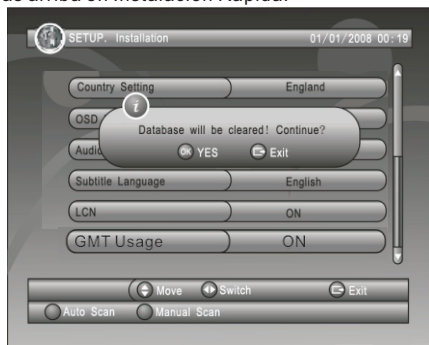 SETUP. Installation 01/01/2008 00:19
Country Setting England
OSD
Database will be cleared! Continue?
OK YES Exit
Subtitle Language English
LCN ON
GMT Usage ON
Move Switch Exit
Auto Scan Manual Scan